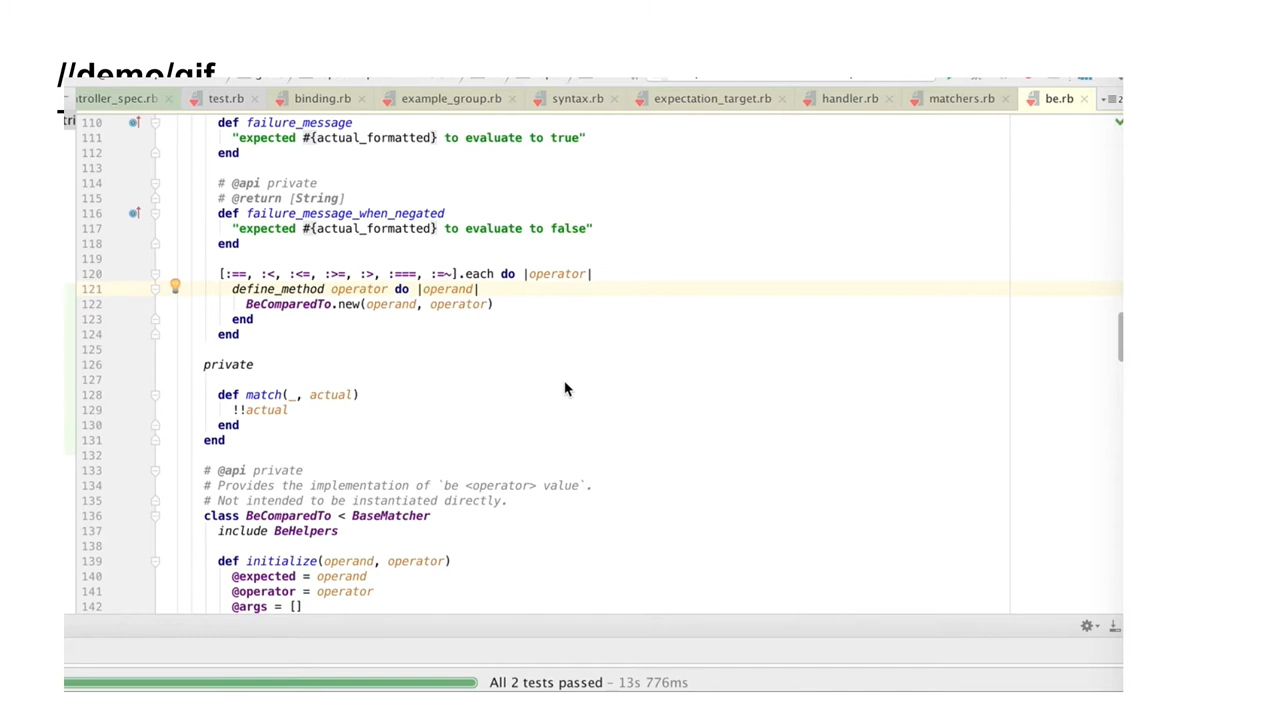 //demo/gif
ntroller_spec.rb test.rb binding.rb example_group.rb syntax.rb expectation_target.rb handler.rb matchers.rb be.rb
tri
110 def failure_message
111 "expected #{actual_formatted} to evaluate to true"
112 end
113
114 # @api private
115 # @return [String]
116 def failure_message_when_negated
117 "expected #{actual_formatted} to evaluate to false"
118 end
119
120 [:==, :<, :<=, :>=, :>, :===, :=~].each do |operator|
121 define_method operator do |operand|
122 BeComparedTo.new(operand, operator)
123 end
124 end
125
126 private
127
128 def match(_, actual)
129 !!actual
130 end
131 end
132
133 # @api private
134 # Provides the implementation of `be <operator> value`.
135 # Not intended to be instantiated directly.
136 class BeComparedTo < BaseMatcher
137 include BeHelpers
138
139 def initialize(operand, operator)
140 @expected = operand
141 @operator = operator
142 @args = []
All 2 tests passed – 13s 776ms